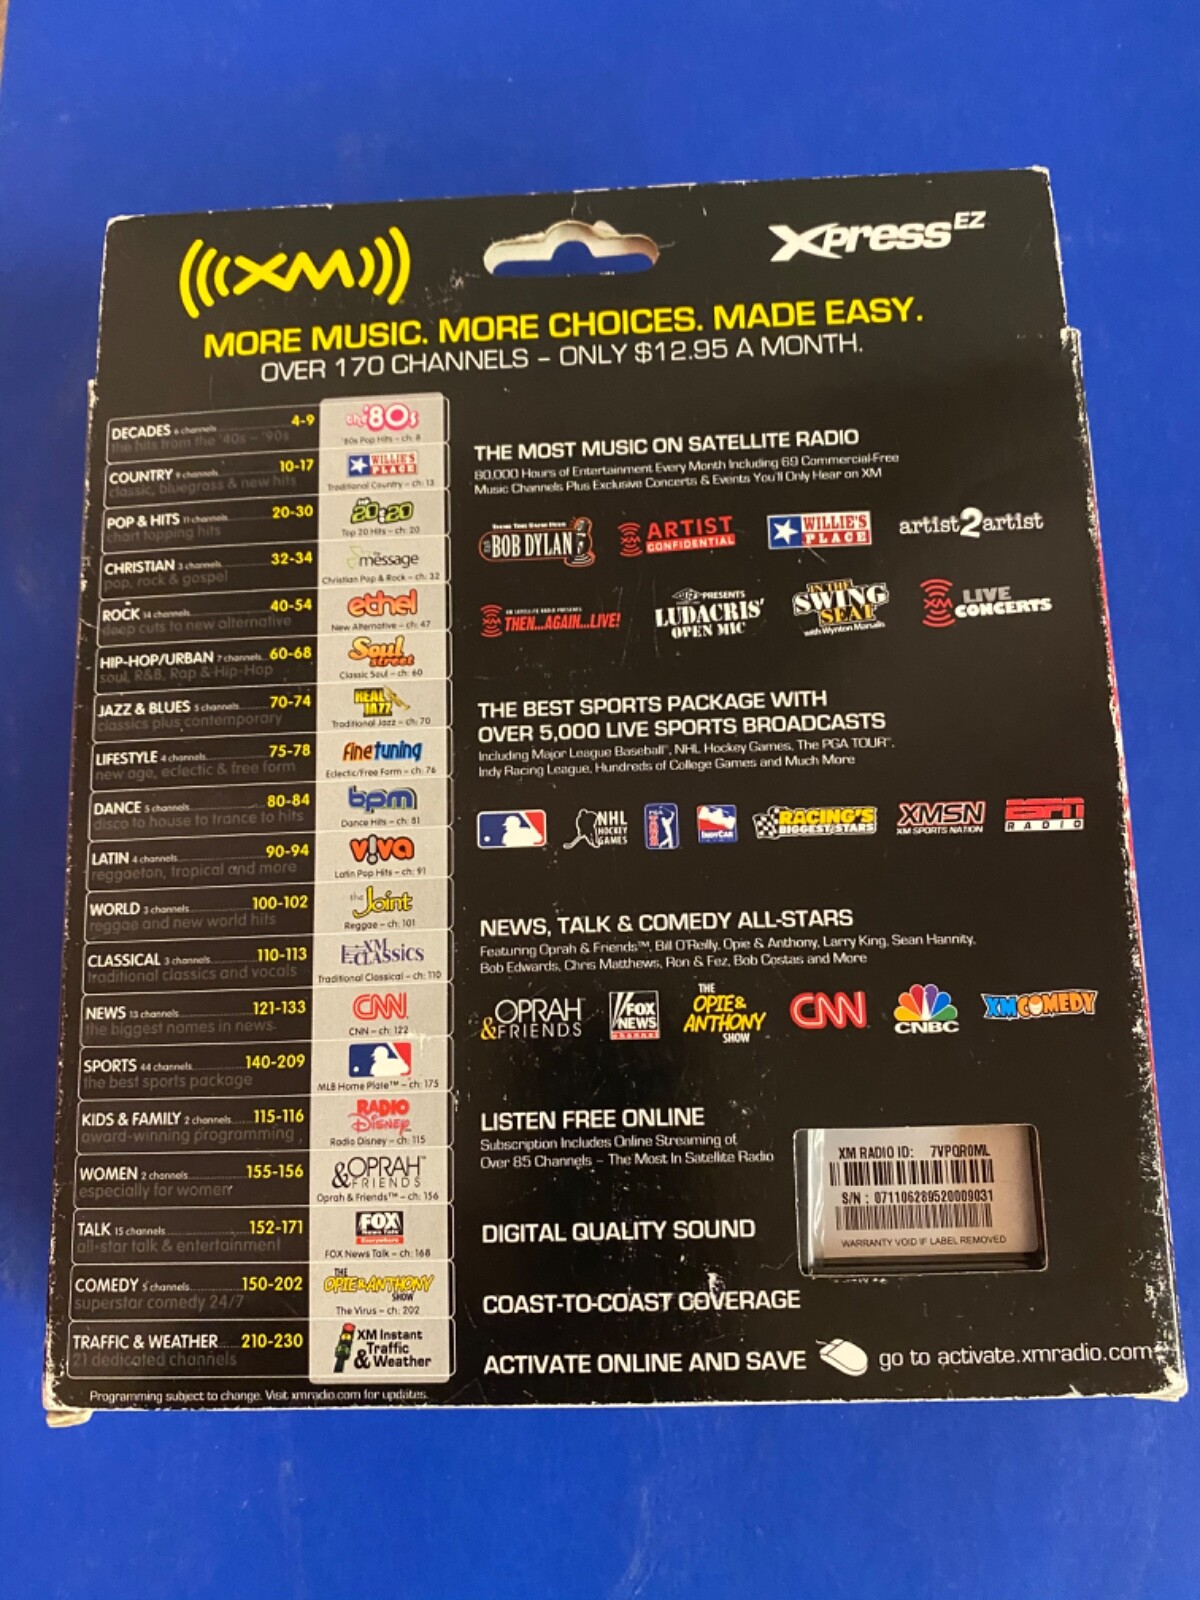 ((( XM )))
XpressEZ
MORE MUSIC. MORE CHOICES. MADE EASY.
OVER 170 CHANNELS – ONLY $12.95 A MONTH.
DECADES 6 channels 4-9
the hits from the '40s – '90s
the '80s
'80s Pop Hits – ch: 8
COUNTRY 9 channels 10-17
classic, bluegrass & new hits
WILLIE'S PLACE
Traditional Country – ch: 13
POP & HITS 11 channels 20-30
chart topping hits
20:20
Top 20 Hits – ch: 20
CHRISTIAN 3 channels 32-34
pop, rock & gospel
the message
Christian Pop & Rock – ch: 32
ROCK 14 channels 40-54
deep cuts to new alternative
ethel
New Alternative – ch: 47
HIP-HOP/URBAN 7 channels 60-68
soul, R&B, Rap & Hip-Hop
Soul Street
Classic Soul – ch: 60
JAZZ & BLUES 5 channels 70-74
classics plus contemporary
REAL JAZZ
Traditional Jazz – ch: 70
LIFESTYLE 4 channels 75-78
new age, eclectic & free form
fine tuning
Eclectic/Free Form – ch: 76
DANCE 5 channels 80-84
disco to house to trance to hits
bpm
Dance Hits – ch: 81
LATIN 4 channels 90-94
reggaeton, tropical and more
v!va
Latin Pop Hits – ch: 91
WORLD 3 channels 100-102
reggae and new world hits
the Joint
Reggae – ch: 101
CLASSICAL 3 channels 110-113
traditional classics and vocals
XM CLASSICS
Traditional Classical – ch: 110
NEWS 13 channels 121-133
the biggest names in news
CNN
CNN – ch: 122
SPORTS 44 channels 140-209
the best sports package
MLB Home Plate™ – ch: 175
KIDS & FAMILY 2 channels 115-116
award-winning programming
RADIO Disney
Radio Disney – ch: 115
WOMEN 2 channels 155-156
especially for women
OPRAH & FRIENDS™
Oprah & Friends™ – ch: 156
TALK 15 channels 152-171
all-star talk & entertainment
FOX News Talk
FOX News Talk – ch: 168
COMEDY 5 channels 150-202
superstar comedy 24/7
THE OPIE & ANTHONY SHOW
The Virus – ch: 202
TRAFFIC & WEATHER 210-230
21 dedicated channels
XM Instant Traffic & Weather
Programming subject to change. Visit xmradio.com for updates.
THE MOST MUSIC ON SATELLITE RADIO
80,000 Hours of Entertainment Every Month Including 69 Commercial-Free
Music Channels Plus Exclusive Concerts & Events You'll Only Hear on XM
BOB DYLAN
XM ARTIST CONFIDENTIAL
WILLIE'S PLACE
artist2artist
XM THEN...AGAIN...LIVE!
PRESENTS LUDACRIS' OPEN MIC
IN THE SWING SEAT with Wynton Marsalis
XM LIVE CONCERTS
THE BEST SPORTS PACKAGE WITH
OVER 5,000 LIVE SPORTS BROADCASTS
Including Major League Baseball®, NHL Hockey Games, The PGA TOUR®,
Indy Racing League, Hundreds of College Games and Much More
NHL HOCKEY GAMES
INDYCAR
RACING'S BIGGEST STARS
XMSN XM SPORTS NATION
ESPN RADIO
NEWS, TALK & COMEDY ALL-STARS
Featuring Oprah & Friends™, Bill O'Reilly, Opie & Anthony, Larry King, Sean Hannity,
Bob Edwards, Chris Matthews, Ron & Fez, Bob Costas and More
OPRAH & FRIENDS
FOX NEWS channel
THE OPIE & ANTHONY SHOW
CNN
CNBC
XM COMEDY
LISTEN FREE ONLINE
Subscription Includes Online Streaming of
Over 85 Channels – The Most In Satellite Radio
XM RADIO ID: 7VPQR0ML
S/N : 071106289520009031
WARRANTY VOID IF LABEL REMOVED
DIGITAL QUALITY SOUND
COAST-TO-COAST COVERAGE
ACTIVATE ONLINE AND SAVE go to activate.xmradio.com